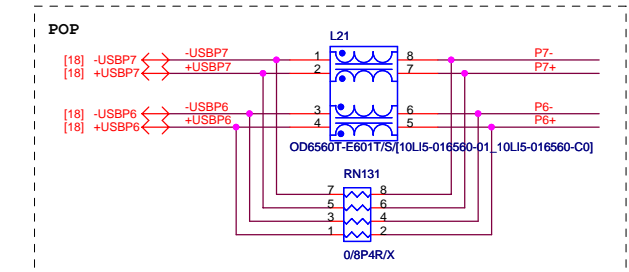 POP
L21
[18] -USBP7 -USBP7 1 8 P7-
[18] +USBP7 +USBP7 2 7 P7+
[18] -USBP6 -USBP6 3 6 P6-
[18] +USBP6 +USBP6 4 5 P6+
OD6560T-E601T/S/[10LI5-016560-01_10LI5-016560-C0]
RN131
7 8
5 6
3 4
1 2
0/8P4R/X